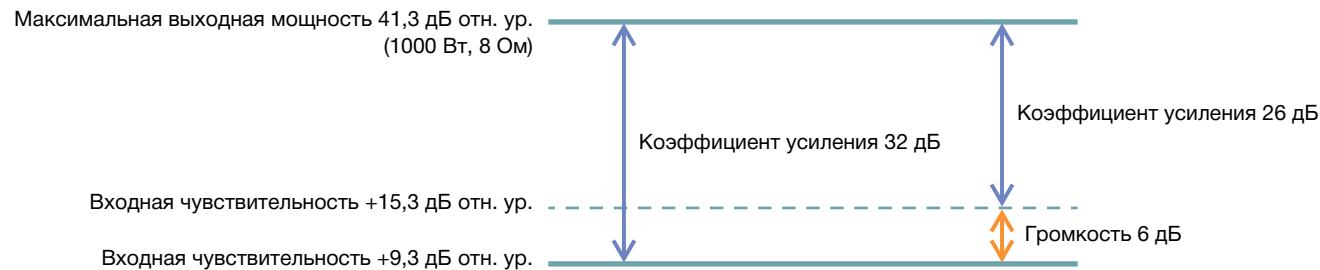 Максимальная выходная мощность 41,3 дБ отн. ур.
(1000 Вт, 8 Ом)
Коэффициент усиления 26 дБ
Коэффициент усиления 32 дБ
Входная чувствительность +15,3 дБ отн. ур.
Громкость 6 дБ
Входная чувствительность +9,3 дБ отн. ур.